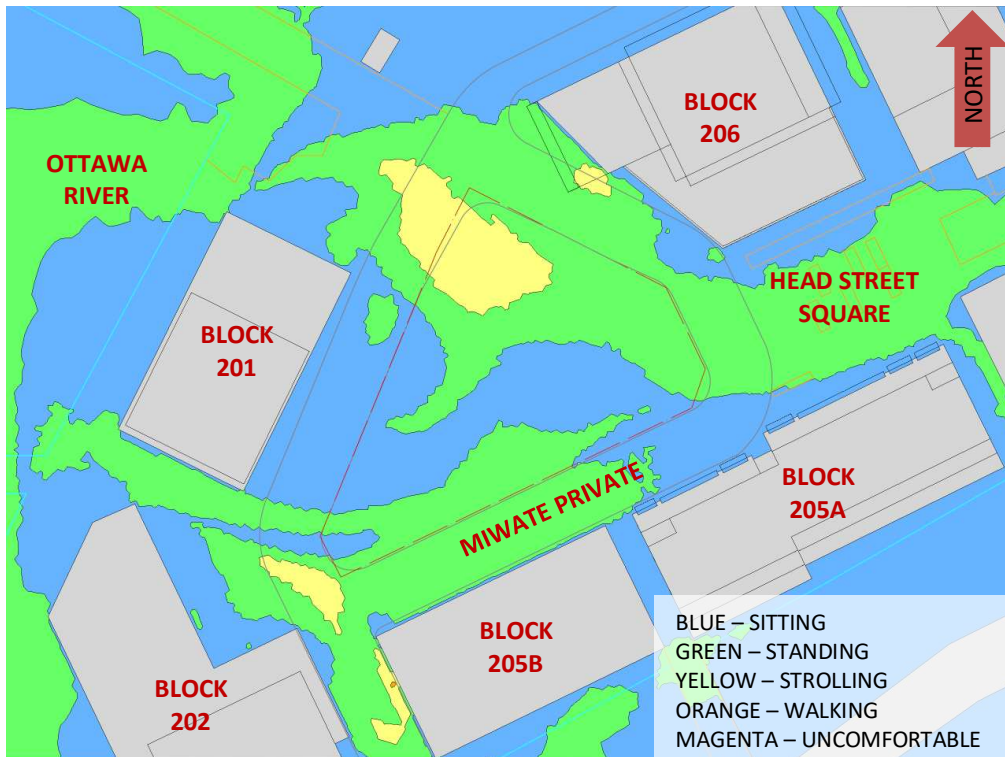 BLOCK
206
NORTH
OTTAWA
RIVER
HEAD STREET
SQUARE
BLOCK
201
BLOCK
205A
MIWATE PRIVATE
BLOCK
205B
BLOCK
202
BLUE – SITTING
GREEN – STANDING
YELLOW – STROLLING
ORANGE – WALKING
MAGENTA – UNCOMFORTABLE